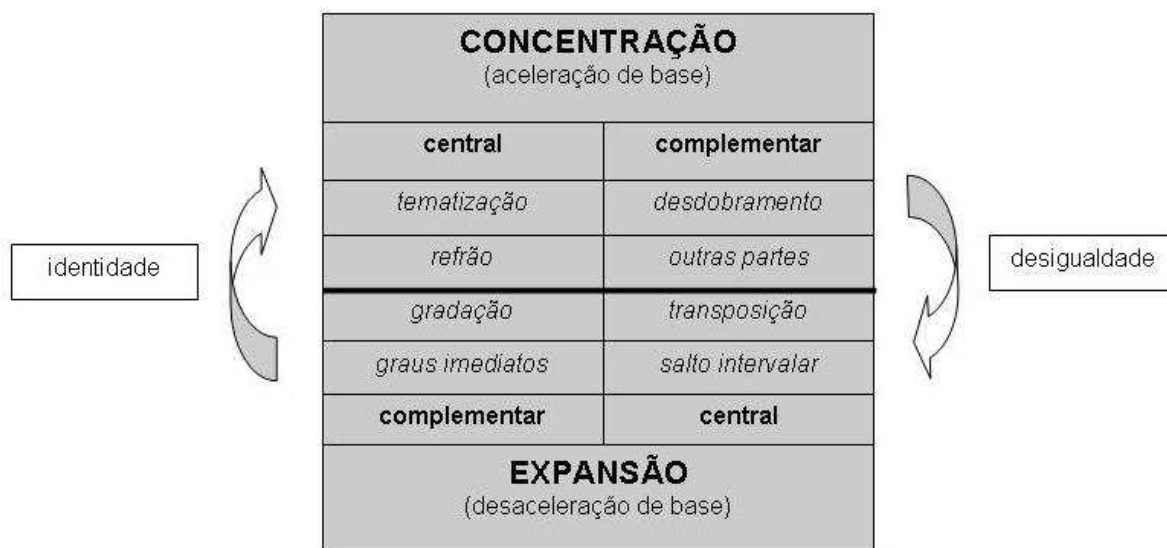 CONCENTRAÇÃO
(aceleração de base)
central complementar
tematização desdobramento
refrão outras partes
identidade
desigualdade
gradação transposição
graus imediatos salto intervalar
complementar central
EXPANSÃO
(desaceleração de base)